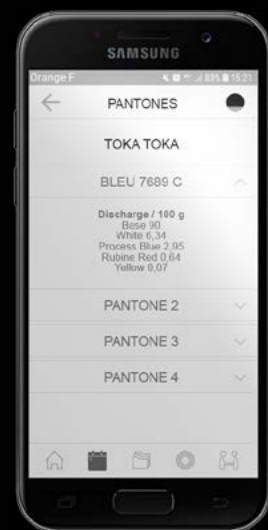 SAMSUNG
Orange F 83% 15:21
PANTONES
TOKA TOKA
BLEU 7689 C
Discharge / 100 g
Base 90
White 6,34
Process Blue 2,95
Rubine Red 0,64
Yellow 0,07
PANTONE 2
PANTONE 3
PANTONE 4